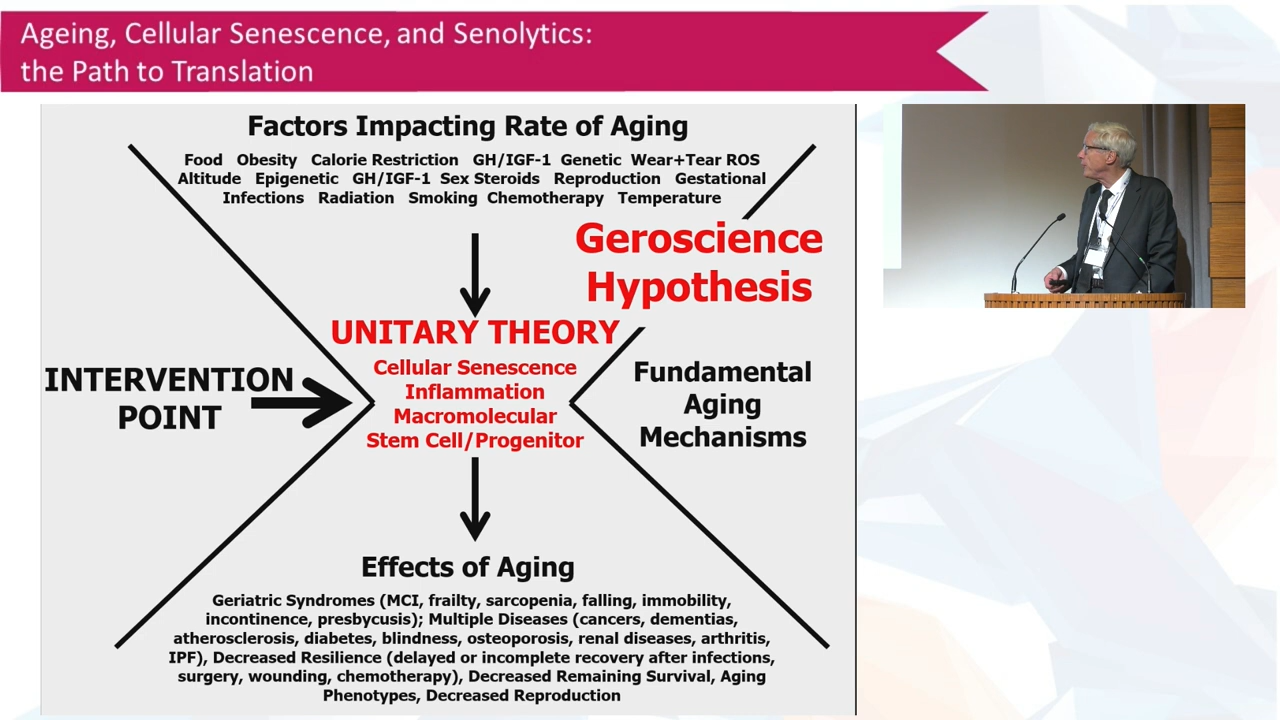 Ageing, Cellular Senescence, and Senolytics:
the Path to Translation
Factors Impacting Rate of Aging
Food Obesity Calorie Restriction GH/IGF-1 Genetic Wear+Tear ROS
Altitude Epigenetic GH/IGF-1 Sex Steroids Reproduction Gestational
Infections Radiation Smoking Chemotherapy Temperature
Geroscience
Hypothesis
UNITARY THEORY
Cellular Senescence
Inflammation
Macromolecular
Stem Cell/Progenitor
INTERVENTION
POINT
Fundamental
Aging
Mechanisms
Effects of Aging
Geriatric Syndromes (MCI, frailty, sarcopenia, falling, immobility,
incontinence, presbycusis); Multiple Diseases (cancers, dementias,
atherosclerosis, diabetes, blindness, osteoporosis, renal diseases, arthritis,
IPF), Decreased Resilience (delayed or incomplete recovery after infections,
surgery, wounding, chemotherapy), Decreased Remaining Survival, Aging
Phenotypes, Decreased Reproduction